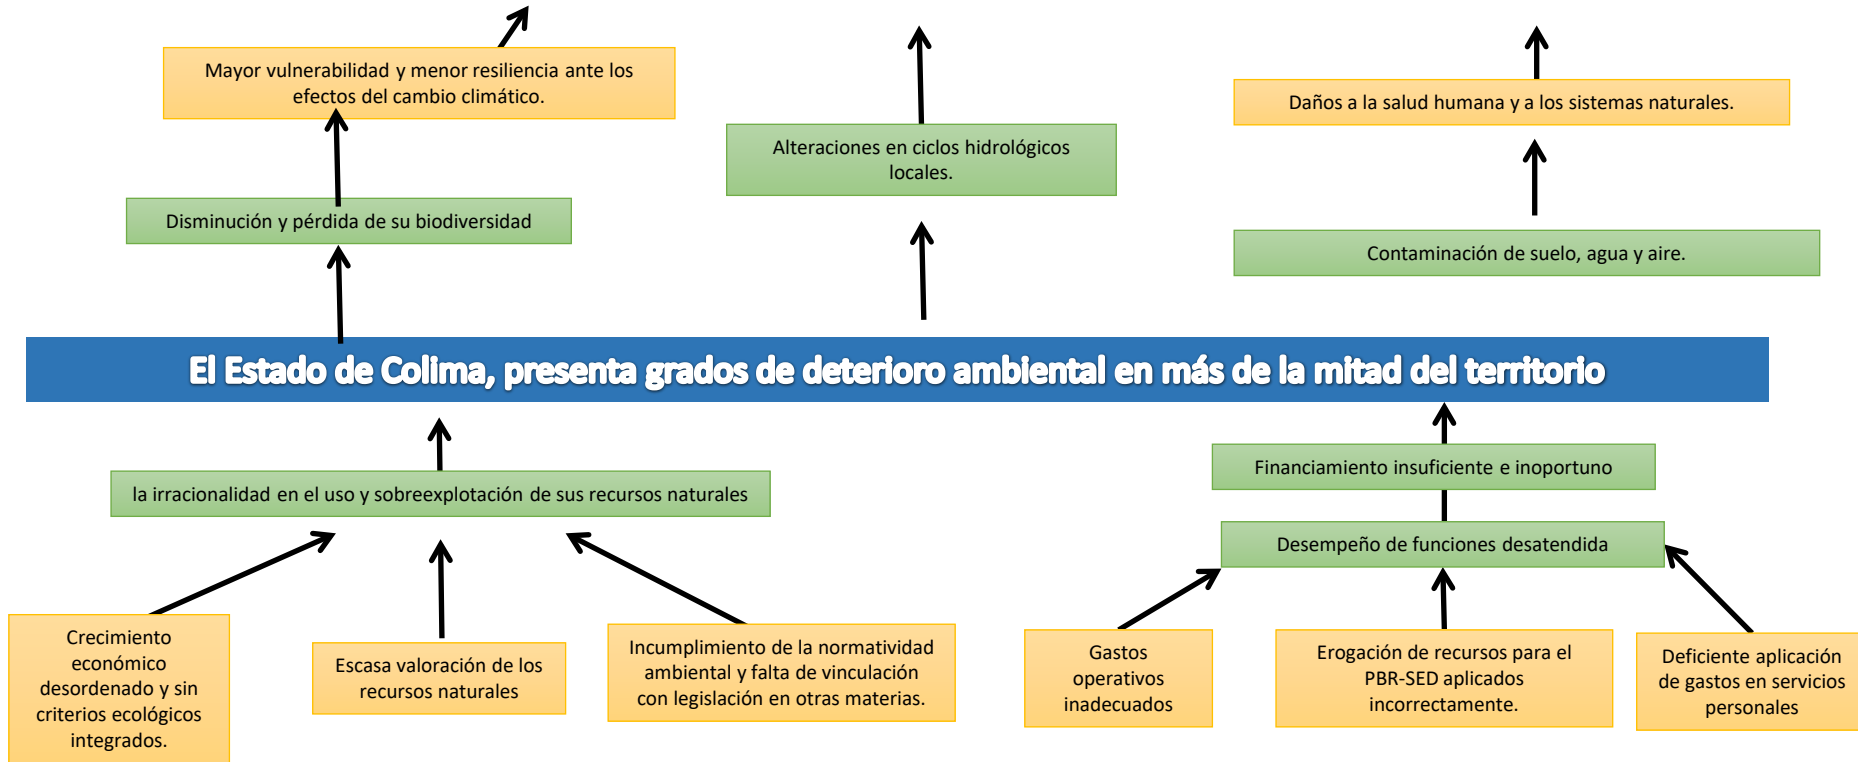 Mayor vulnerabilidad y menor resiliencia ante los
efectos del cambio climático.
Daños a la salud humana y a los sistemas naturales.
Alteraciones en ciclos hidrológicos
locales.
Disminución y pérdida de su biodiversidad
Contaminación de suelo, agua y aire.
El Estado de Colima, presenta grados de deterioro ambiental en más de la mitad del territorio
la irracionalidad en el uso y sobreexplotación de sus recursos naturales
Financiamiento insuficiente e inoportuno
Desempeño de funciones desatendida
Crecimiento
económico
desordenado y sin
criterios ecológicos
integrados.
Escasa valoración de los
recursos naturales
Incumplimiento de la normatividad
ambiental y falta de vinculación
con legislación en otras materias.
Gastos
operativos
inadecuados
Erogación de recursos para el
PBR-SED aplicados
incorrectamente.
Deficiente aplicación
de gastos en servicios
personales